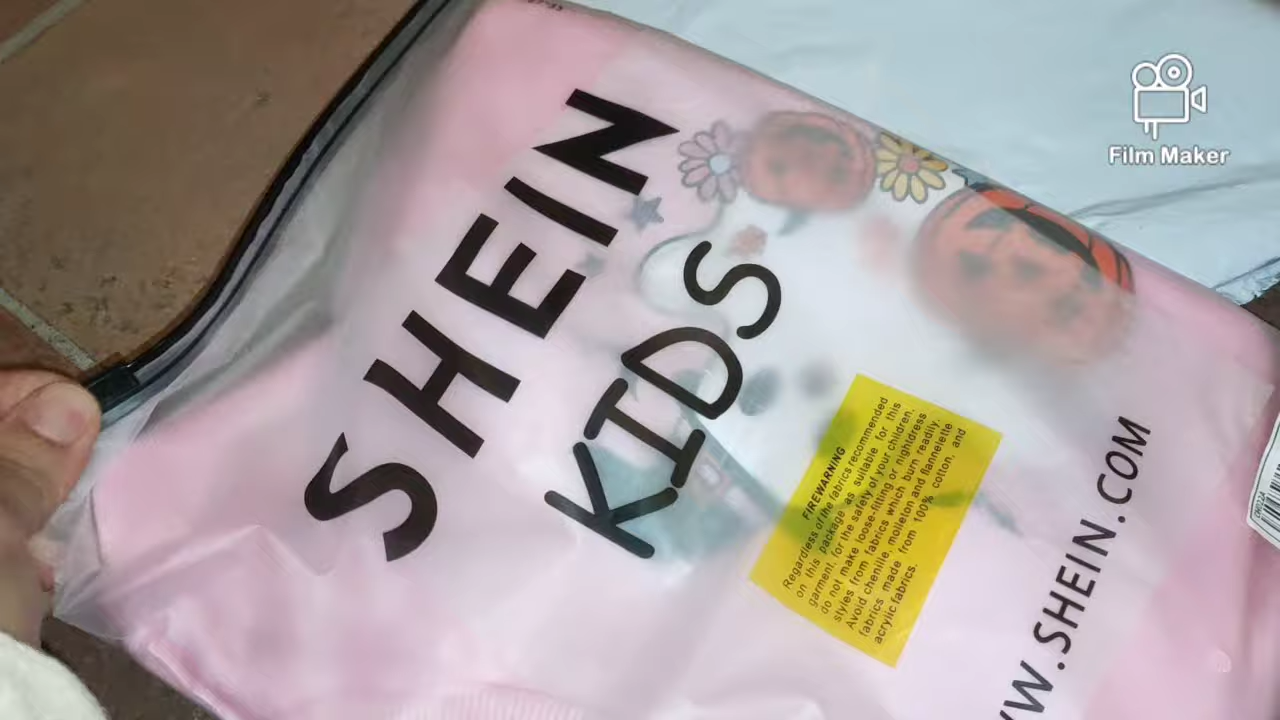 Film Maker
SHEIN
KIDS
FIREWARNING
Regardless of the fabrics recommended
on this package as suitable for this
garment, for the safety of your children,
do not make loose-fitting or nightdress
styles from fabrics which burn readily.
Avoid chenille, molleton and flannelette
fabrics made from 100% cotton, and
acrylic fabrics.
W.SHEIN.COM